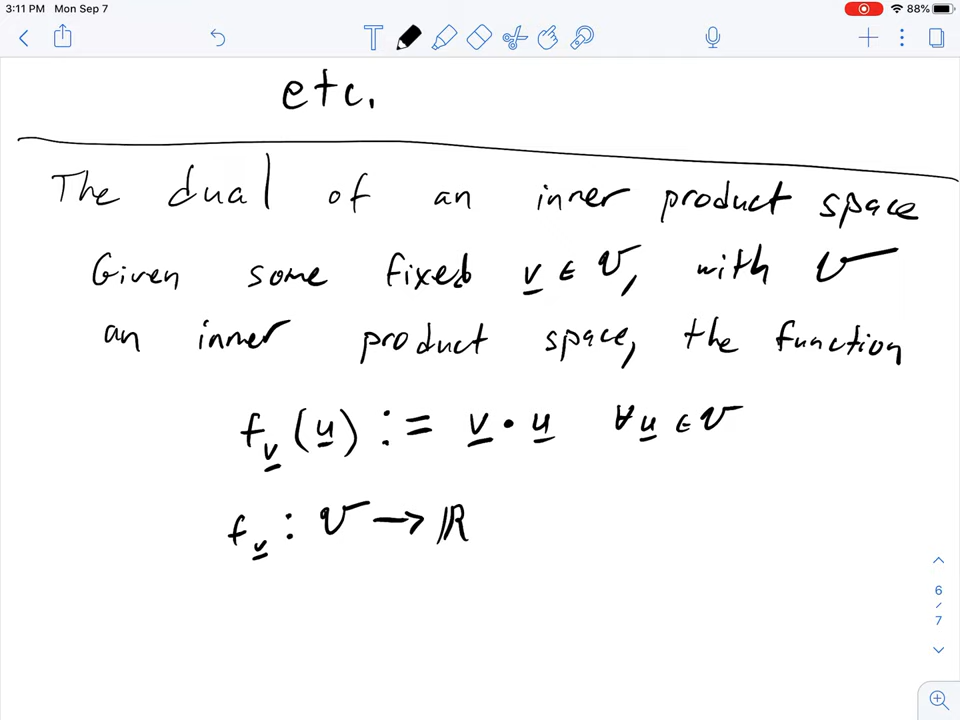 3:11 PM Mon Sep 7 88%
etc.
The dual of an inner product space
Given some fixed v ∈ V, with V
an inner product space, the function
f_v(u) := v • u ∀u ∈ V
f_v : V → ℝ
6
/
7